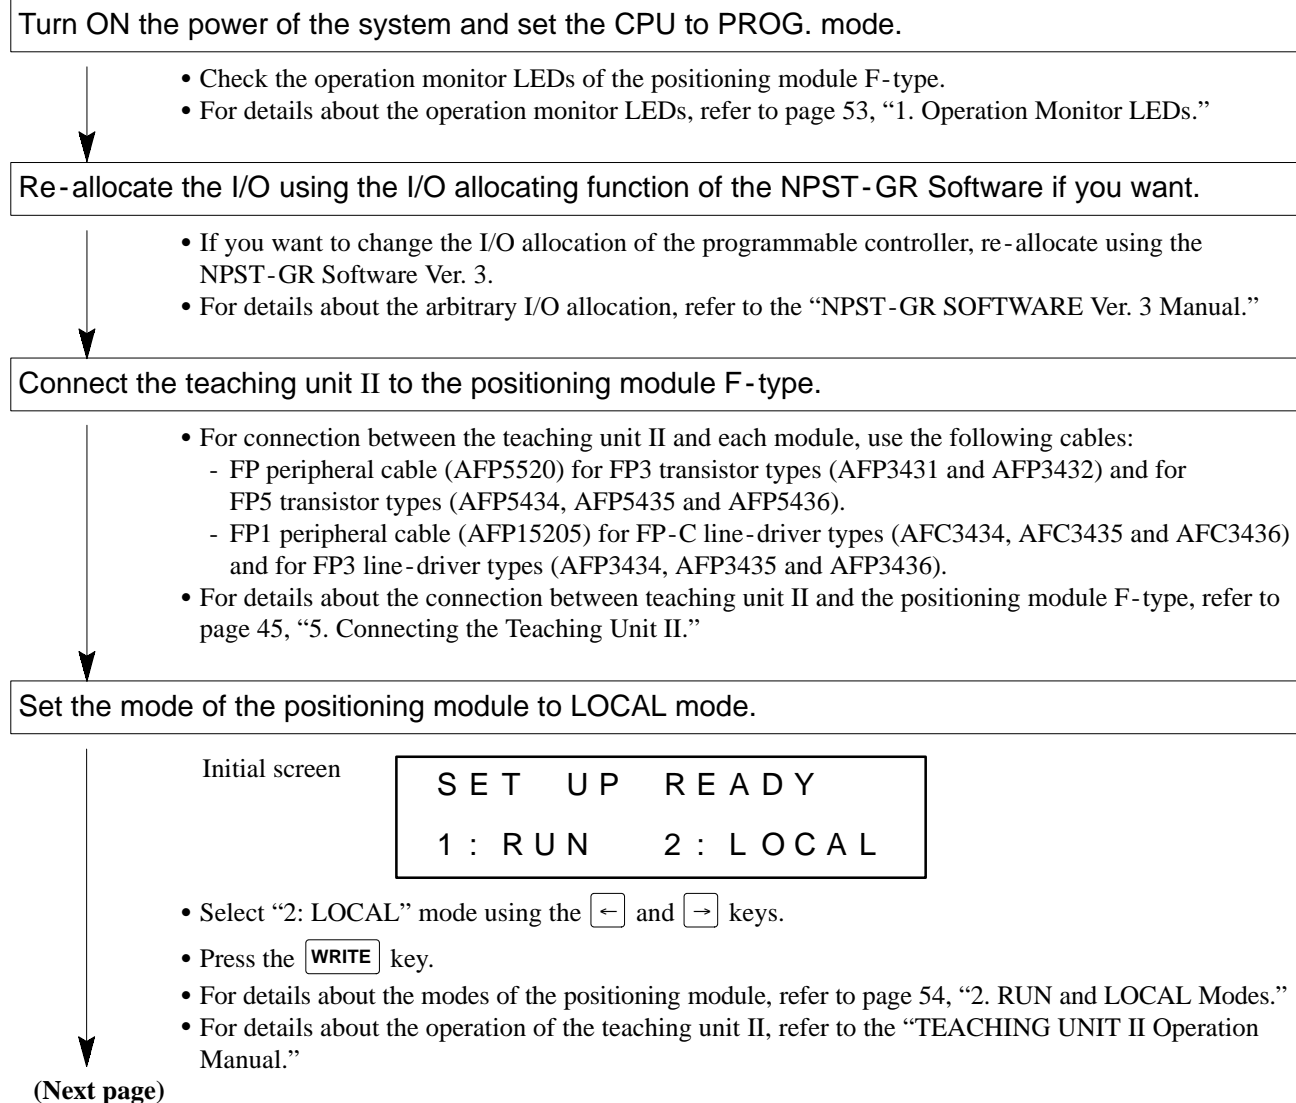 Turn ON the power of the system and set the CPU to PROG. mode.
• Check the operation monitor LEDs of the positioning module F-type.
• For details about the operation monitor LEDs, refer to page 53, “1. Operation Monitor LEDs.”
Re-allocate the I/O using the I/O allocating function of the NPST-GR Software if you want.
• If you want to change the I/O allocation of the programmable controller, re-allocate using the
NPST-GR Software Ver. 3.
• For details about the arbitrary I/O allocation, refer to the “NPST-GR SOFTWARE Ver. 3 Manual.”
Connect the teaching unit II to the positioning module F-type.
• For connection between the teaching unit II and each module, use the following cables:
- FP peripheral cable (AFP5520) for FP3 transistor types (AFP3431 and AFP3432) and for
FP5 transistor types (AFP5434, AFP5435 and AFP5436).
- FP1 peripheral cable (AFP15205) for FP-C line-driver types (AFC3434, AFC3435 and AFC3436)
and for FP3 line-driver types (AFP3434, AFP3435 and AFP3436).
• For details about the connection between teaching unit II and the positioning module F-type, refer to
page 45, “5. Connecting the Teaching Unit II.”
Set the mode of the positioning module to LOCAL mode.
Initial screen
SET UP READY
1: RUN 2: LOCAL
• Select “2: LOCAL” mode using the ← and → keys.
• Press the WRITE key.
• For details about the modes of the positioning module, refer to page 54, “2. RUN and LOCAL Modes.”
• For details about the operation of the teaching unit II, refer to the “TEACHING UNIT II Operation
Manual.”
(Next page)